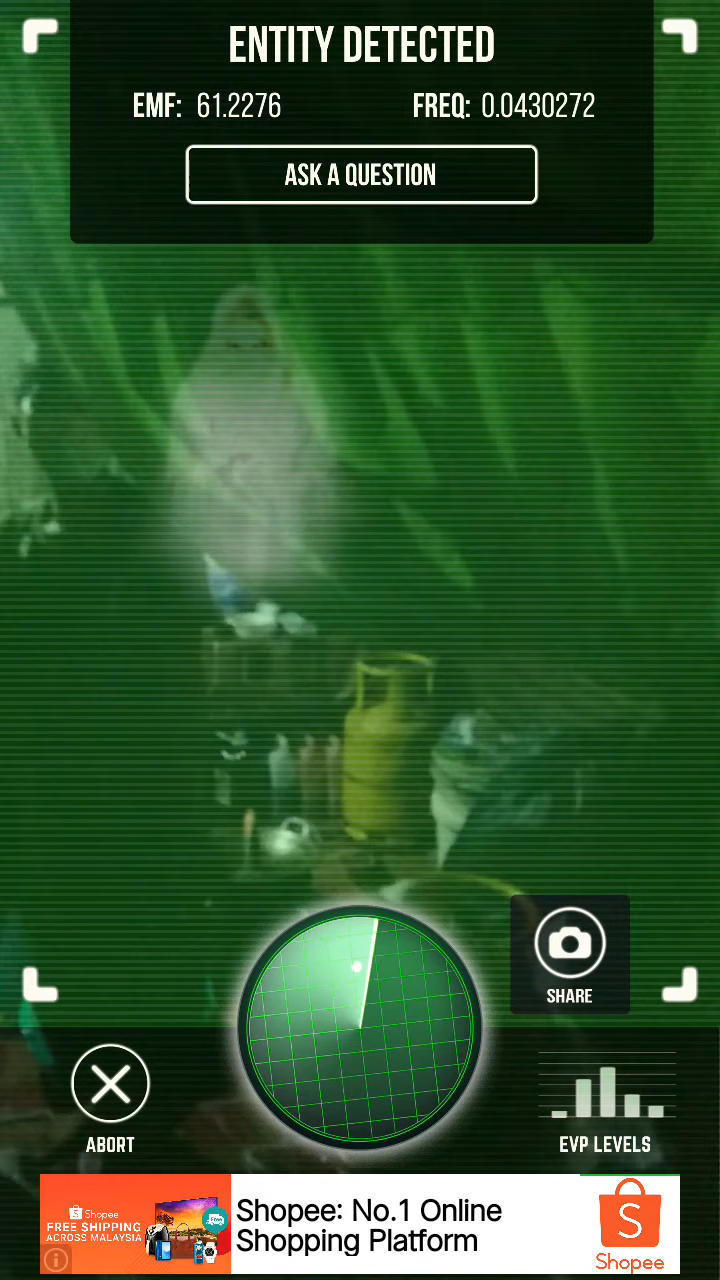 ENTITY DETECTED
EMF: 61.2276 FREQ: 0.0430272
ASK A QUESTION
SHARE
ABORT
EVP LEVELS
Shopee
FREE SHIPPING
ACROSS MALAYSIA
Free
Shopee: No.1 Online
Shopping Platform
S
Shopee